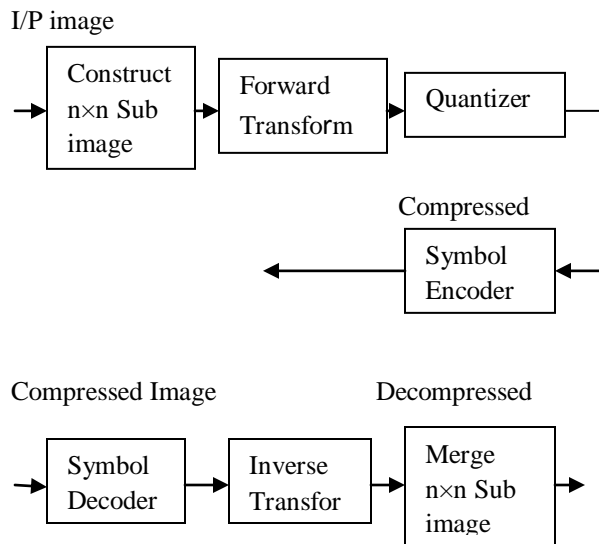 I/P image
Construct
n×n Sub
image
Forward
Transform
Quantizer
Compressed
Symbol
Encoder
Compressed Image
Decompressed
Symbol
Decoder
Inverse
Transfor
Merge
n×n Sub
image